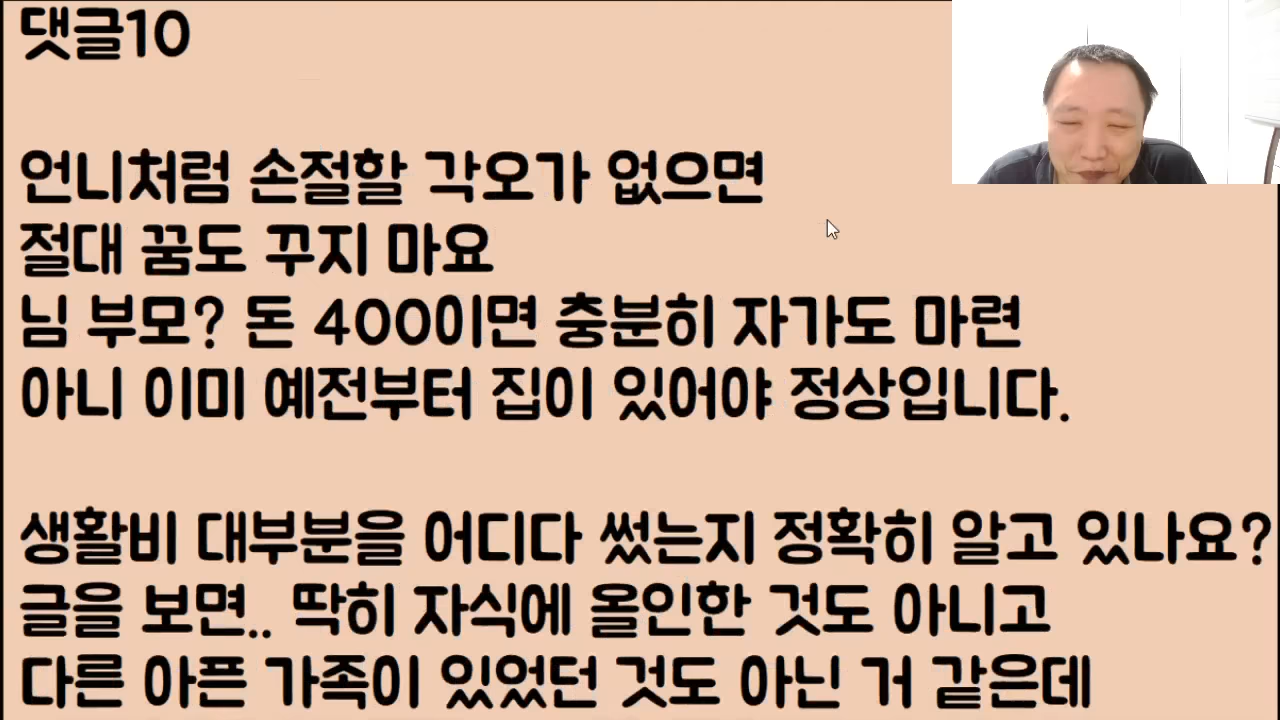 댓글10
언니처럼 손절할 각오가 없으면
절대 꿈도 꾸지 마요
님 부모? 돈 400이면 충분히 자가도 마련
아니 이미 예전부터 집이 있어야 정상입니다.
생활비 대부분을 어디다 썼는지 정확히 알고 있나요?
글을 보면.. 딱히 자식에 올인한 것도 아니고
다른 아픈 가족이 있었던 것도 아닌 거 같은데